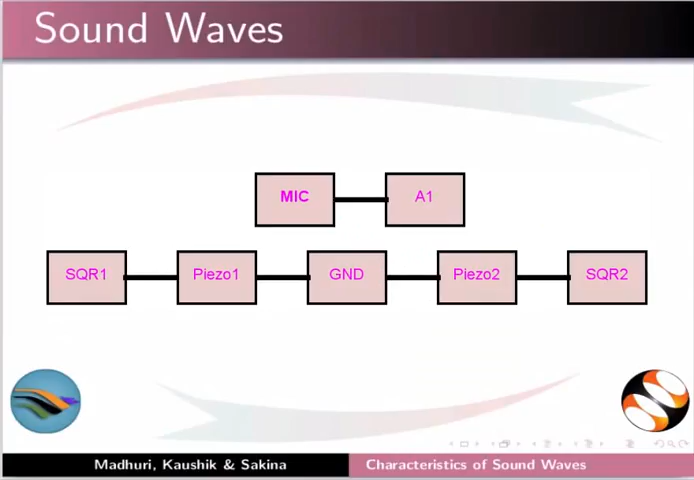 Sound Waves
MIC A1
SQR1 Piezo1 GND Piezo2 SQR2
Madhuri, Kaushik & Sakina Characteristics of Sound Waves